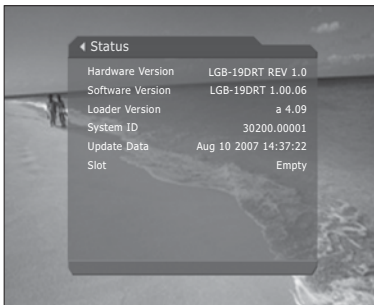 Status
Hardware Version LGB-19DRT REV 1.0
Software Version LGB-19DRT 1.00.06
Loader Version a 4.09
System ID 30200.00001
Update Data Aug 10 2007 14:37:22
Slot Empty